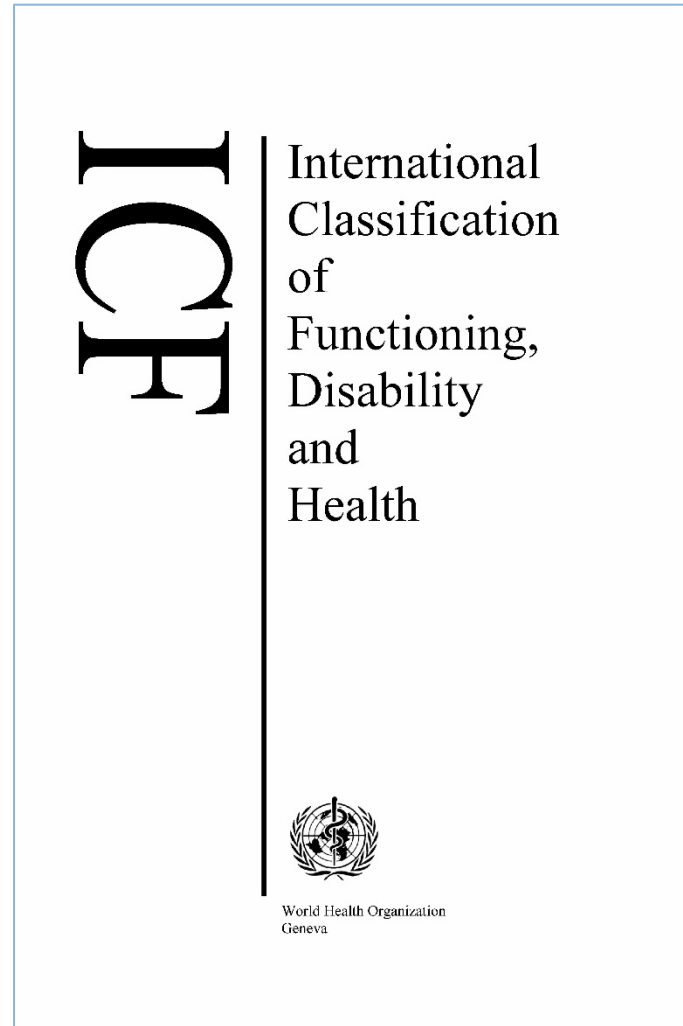 ICF
International
Classification
of
Functioning,
Disability
and
Health
World Health Organization
Geneva